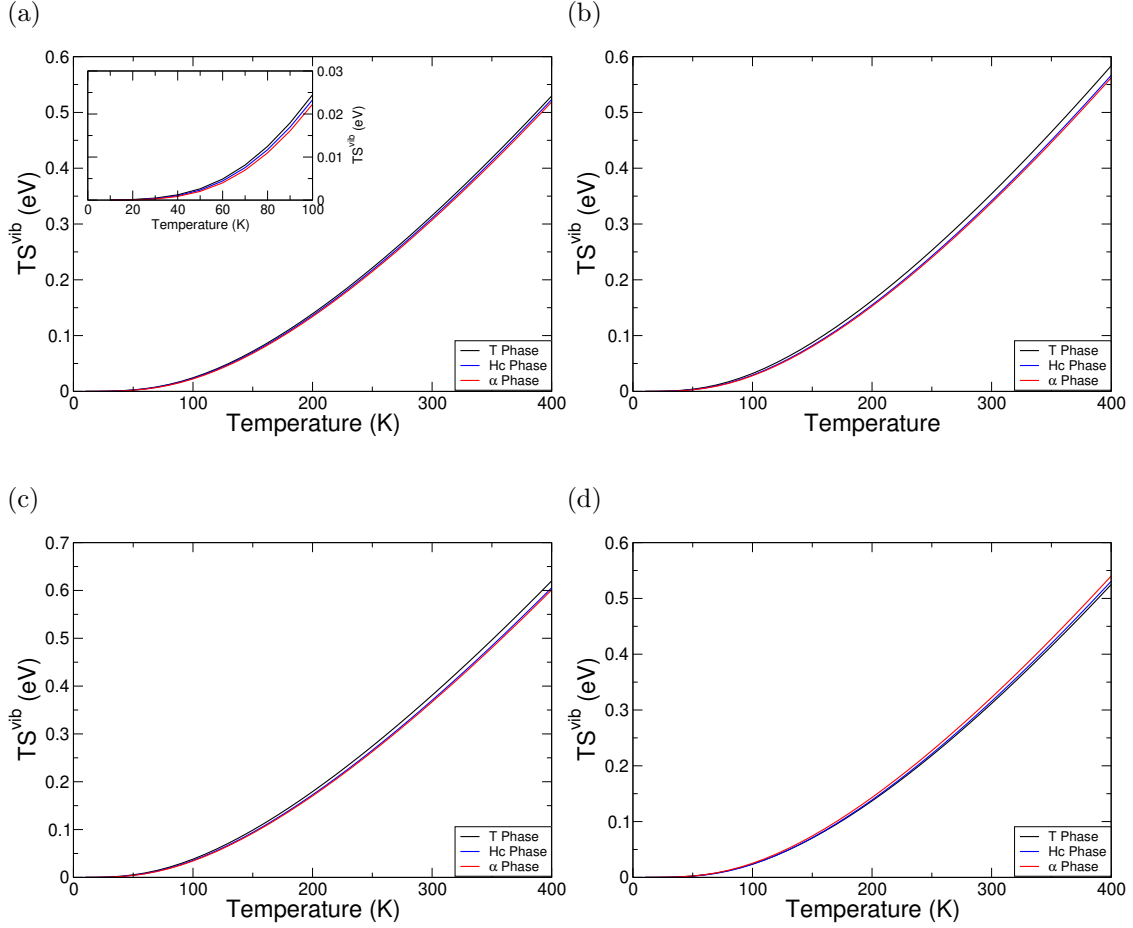 (a)
0.6
0.5
0.4
0.3
0.2
0.1
0
TS^vib (eV)
0 100 200 300 400
Temperature (K)
0.03
0.02
0.01
0
TS^vib (eV)
0 20 40 60 80 100
Temperature (K)
T Phase
Hc Phase
α Phase
(b)
0.6
0.5
0.4
0.3
0.2
0.1
0
TS^vib (eV)
0 100 200 300 400
Temperature
T Phase
Hc Phase
α Phase
(c)
0.7
0.6
0.5
0.4
0.3
0.2
0.1
0
TS^vib (eV)
0 100 200 300 400
Temperature (K)
T Phase
Hc Phase
α Phase
(d)
0.6
0.5
0.4
0.3
0.2
0.1
0
TS^vib (eV)
0 100 200 300 400
Temperature (K)
T Phase
Hc Phase
α Phase